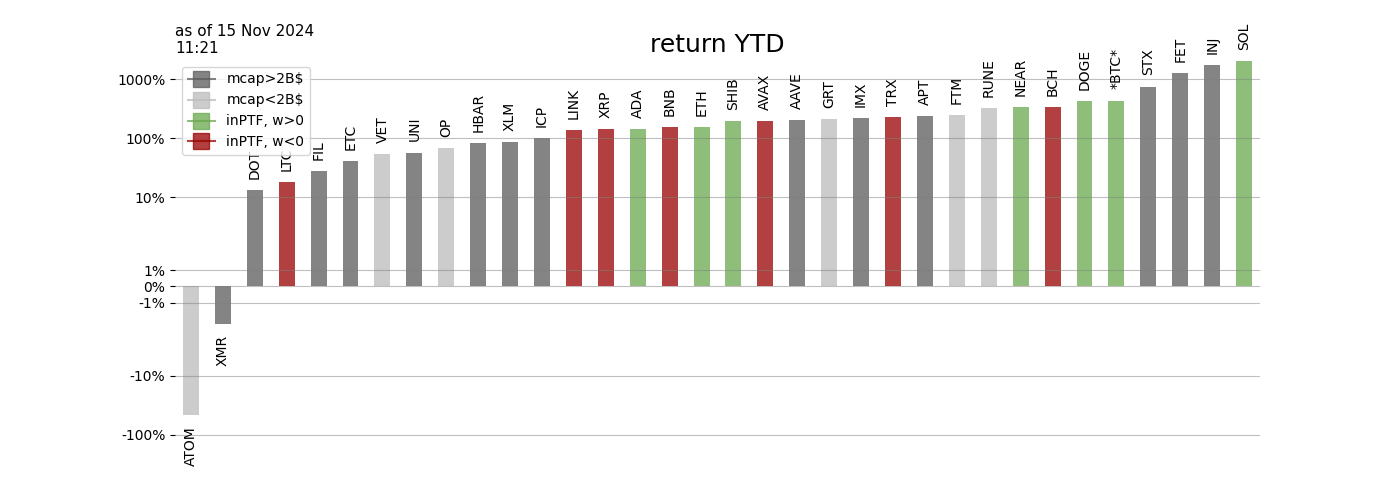 as of 15 Nov 2024
11:21
return YTD
mcap>2B$
mcap<2B$
inPTF, w>0
inPTF, w<0
1000%
100%
10%
1%
0%
-1%
-10%
-100%
ATOM
XMR
DOT
LTC
FIL
ETC
VET
UNI
OP
HBAR
XLM
ICP
LINK
XRP
ADA
BNB
ETH
SHIB
AVAX
AAVE
GRT
IMX
TRX
APT
FTM
RUNE
NEAR
BCH
DOGE
*BTC*
STX
FET
INJ
SOL